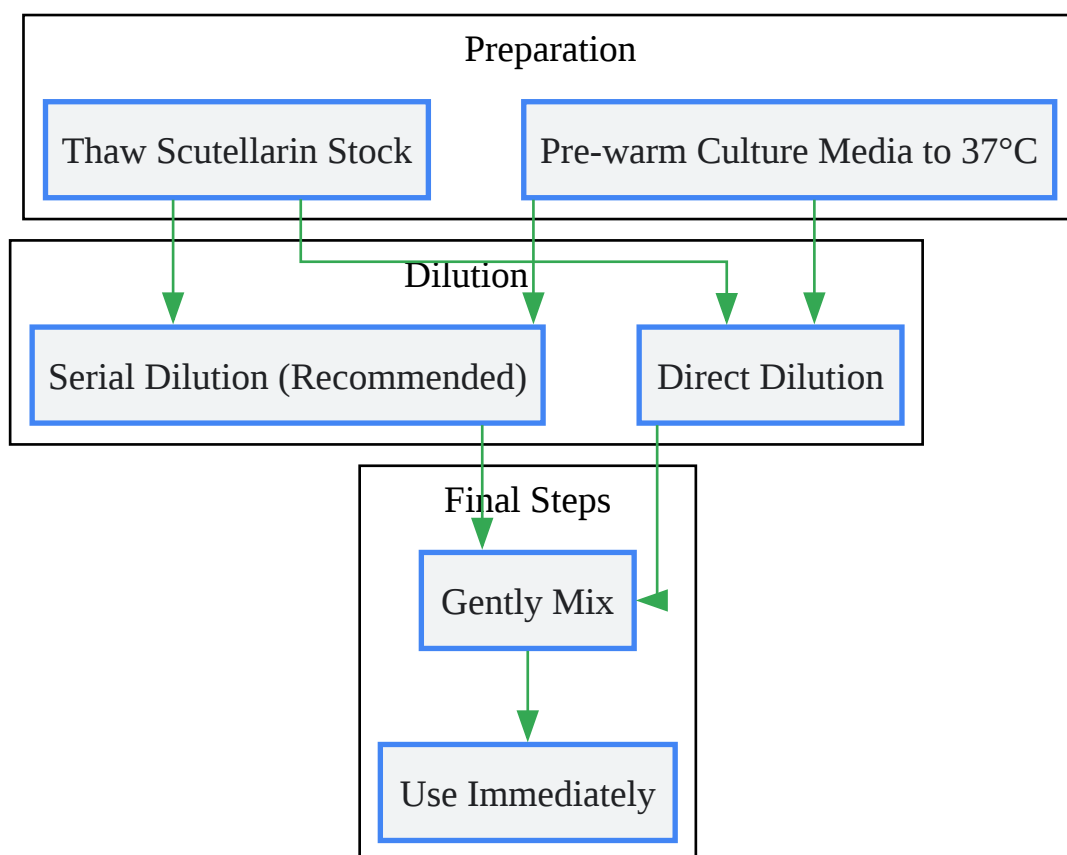 Preparation
Thaw Scutellarin Stock
Pre-warm Culture Media to 37°C
Dilution
Serial Dilution (Recommended)
Direct Dilution
Final Steps
Gently Mix
Use Immediately